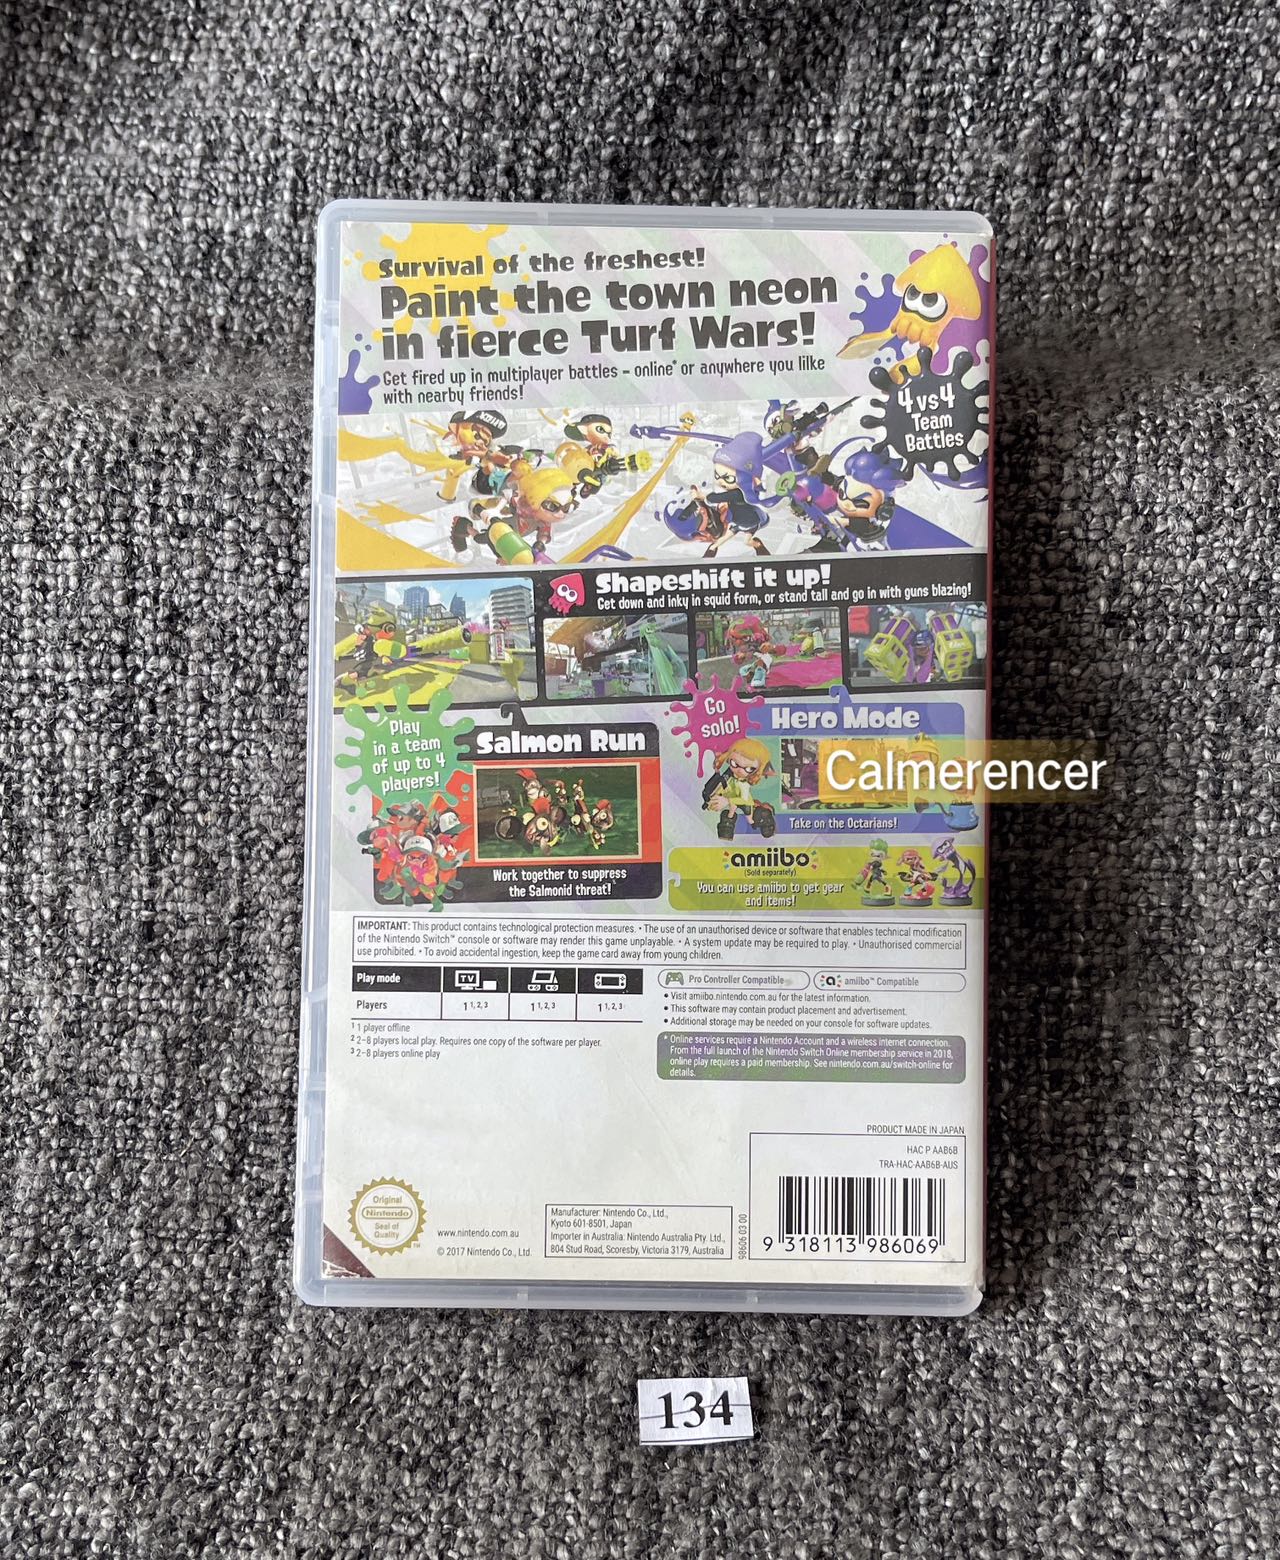 Survival of the freshest!
Paint the town neon
in fierce Turf Wars!
Get fired up in multiplayer battles – online* or anywhere you lilke
with nearby friends!
4 vs 4
Team
Battles
Shapeshift it up!
Get down and inky in squid form, or stand tall and go in with guns blazing!
Play
in a team
of up to 4
players!
Salmon Run
Work together to suppress
the Salmonid threat!
Go
solo!
Hero Mode
Calmerencer
Take on the Octarians!
amiibo
(Sold separately)
You can use amiibo to get gear
and items!
IMPORTANT: This product contains technological protection measures. • The use of an unauthorised device or software that enables technical modification
of the Nintendo Switch™ console or software may render this game unplayable. • A system update may be required to play. • Unauthorised commercial
use prohibited. • To avoid accidental ingestion, keep the game card away from young children.
Play mode TV
Players 1 1, 2, 3 1 1, 2, 3 1 1, 2, 3
1 1 player offline
2 2–8 players local play. Requires one copy of the software per player.
3 2–8 players online play
Pro Controller Compatible amiibo™ Compatible
• Visit amiibo.nintendo.com.au for the latest information.
• This software may contain product placement and advertisement.
• Additional storage may be needed on your console for software updates.
* Online services require a Nintendo Account and a wireless internet connection.
From the full launch of the Nintendo Switch Online membership service in 2018,
online play requires a paid membership. See nintendo.com.au/switch-online for
details.
PRODUCT MADE IN JAPAN
HAC P AAB6B
TRA-HAC-AAB6B-AUS
Original
Nintendo
Seal of
Quality
TM
www.nintendo.com.au
© 2017 Nintendo Co., Ltd.
Manufacturer: Nintendo Co., Ltd.,
Kyoto 601-8501, Japan
Importer in Australia: Nintendo Australia Pty. Ltd.,
804 Stud Road, Scoresby, Victoria 3179, Australia
98606 03 00
9 318113 986069
134